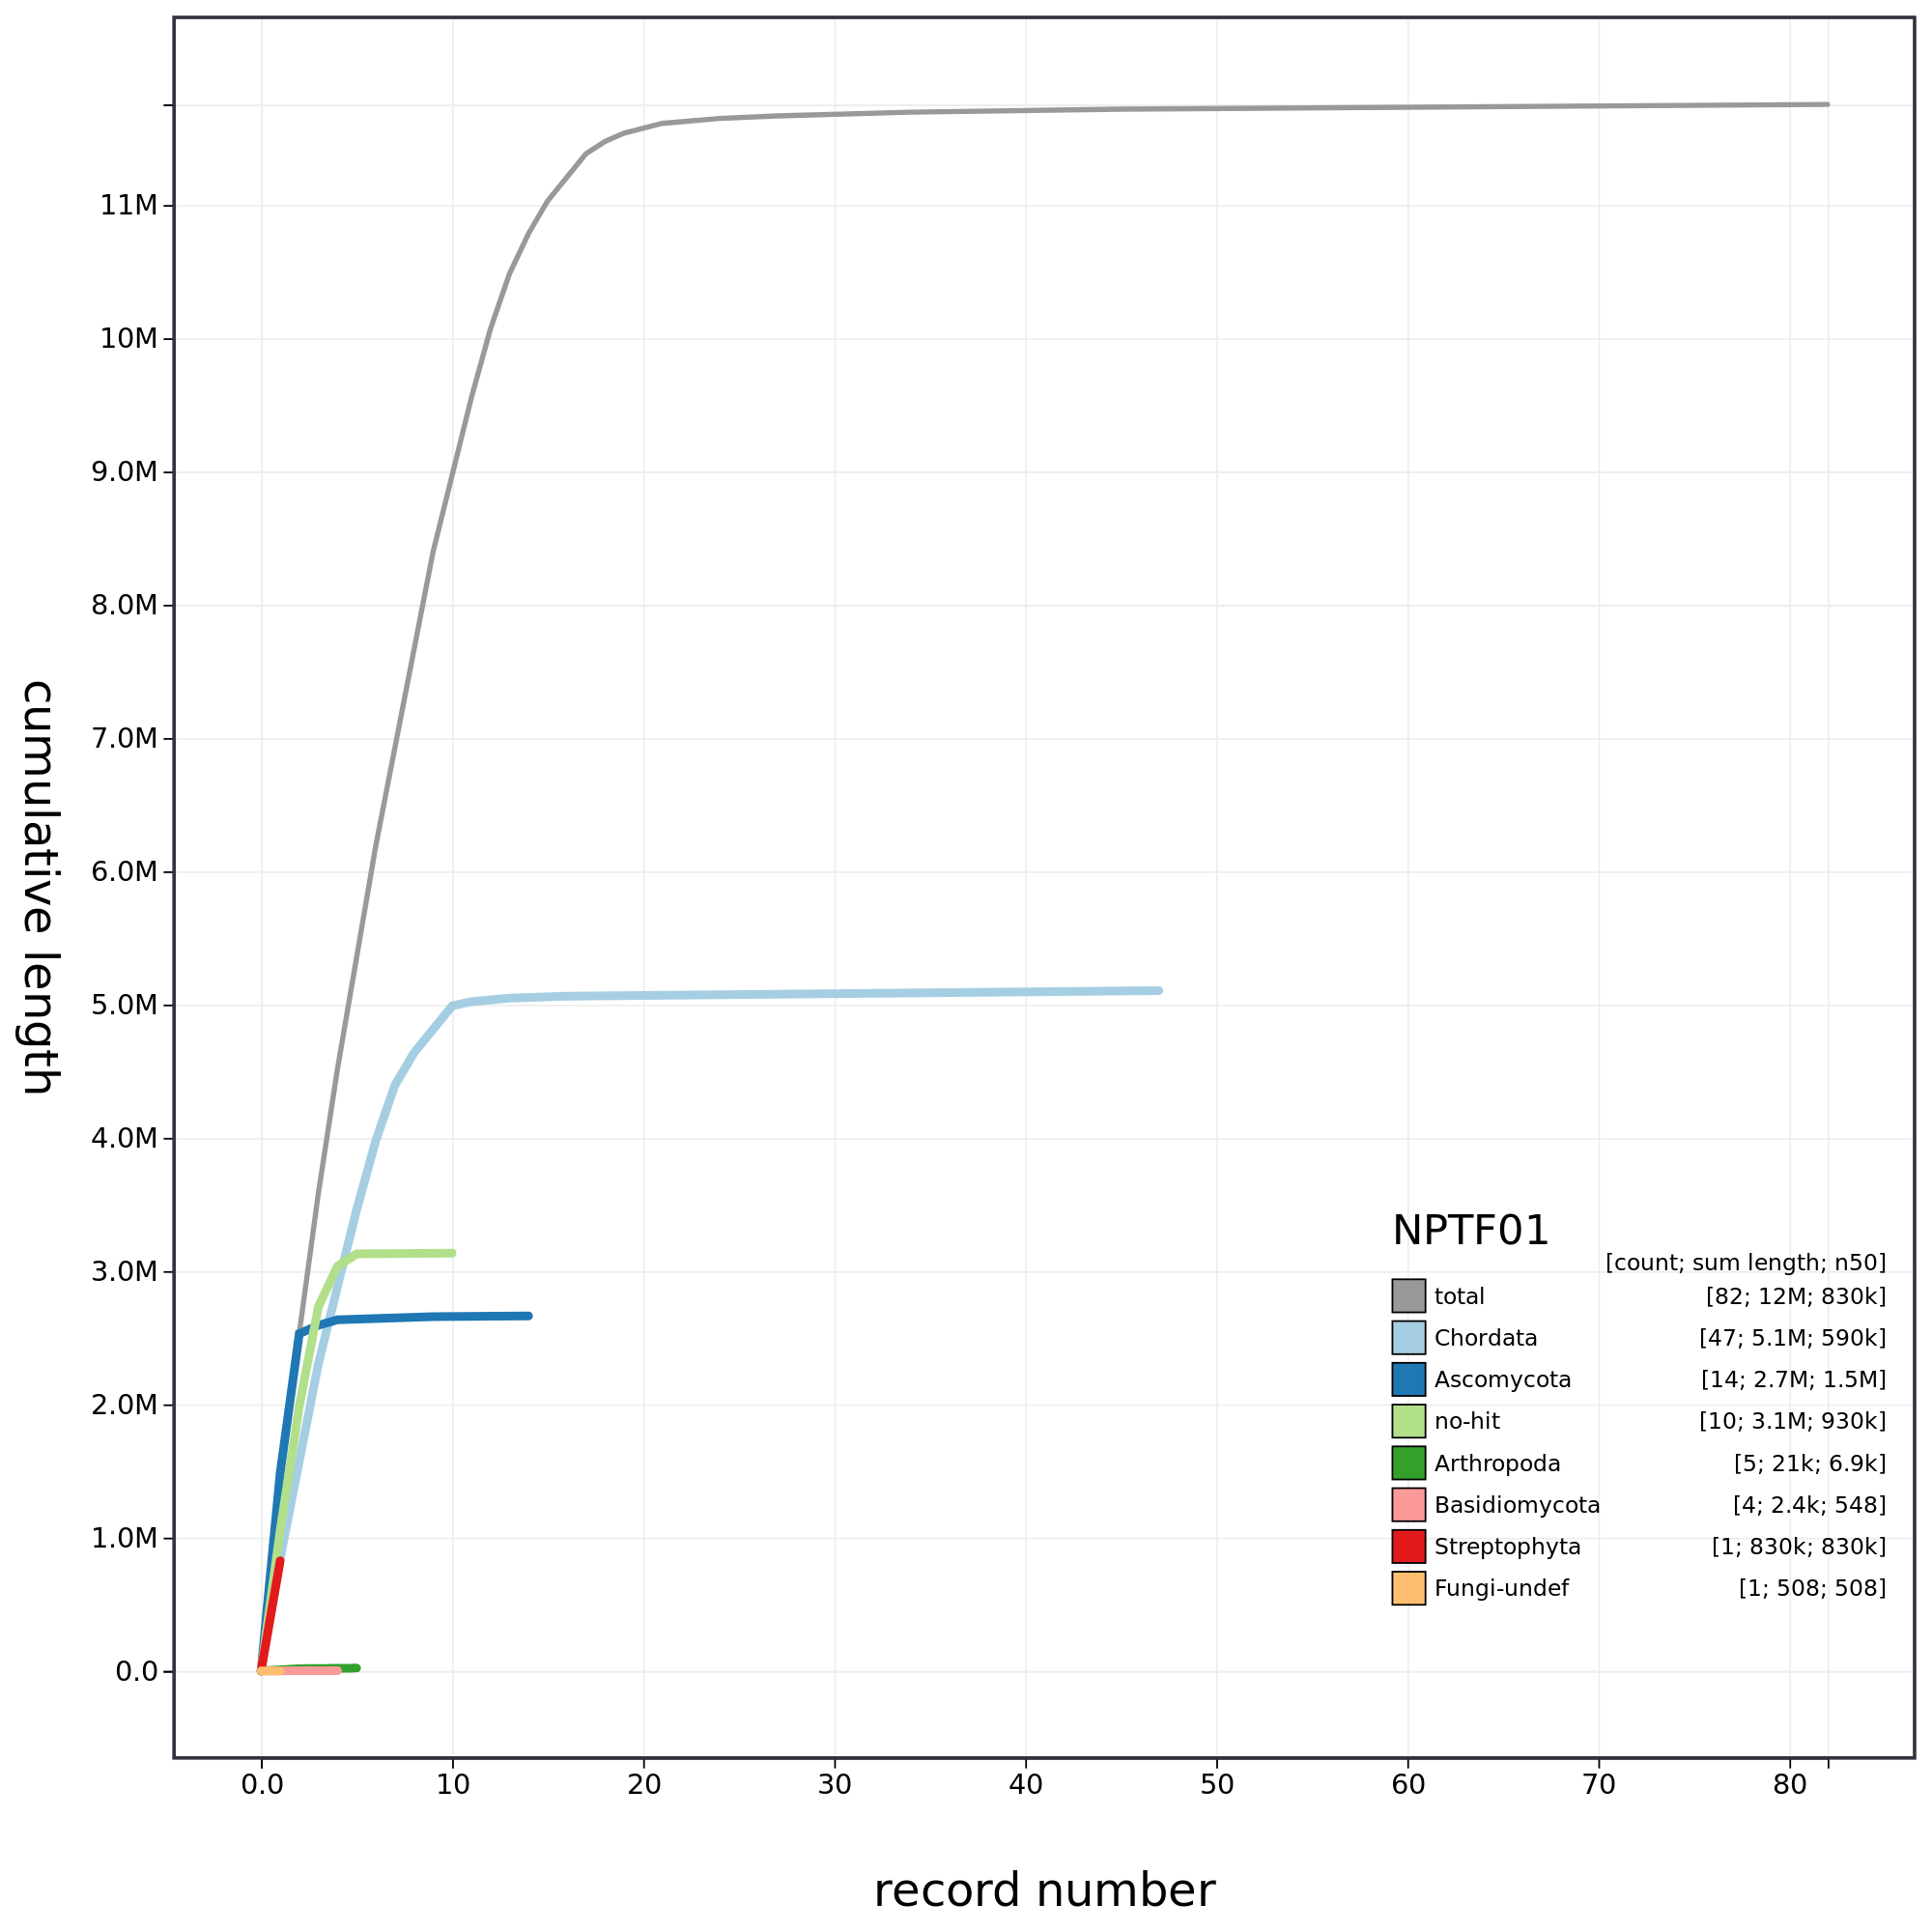 11M
10M
9.0M
8.0M
7.0M
6.0M
5.0M
4.0M
3.0M
2.0M
1.0M
0.0
cumulative length
NPTF01
[count; sum length; n50]
total [82; 12M; 830k]
Chordata [47; 5.1M; 590k]
Ascomycota [14; 2.7M; 1.5M]
no-hit [10; 3.1M; 930k]
Arthropoda [5; 21k; 6.9k]
Basidiomycota [4; 2.4k; 548]
Streptophyta [1; 830k; 830k]
Fungi-undef [1; 508; 508]
0.0 10 20 30 40 50 60 70 80
record number